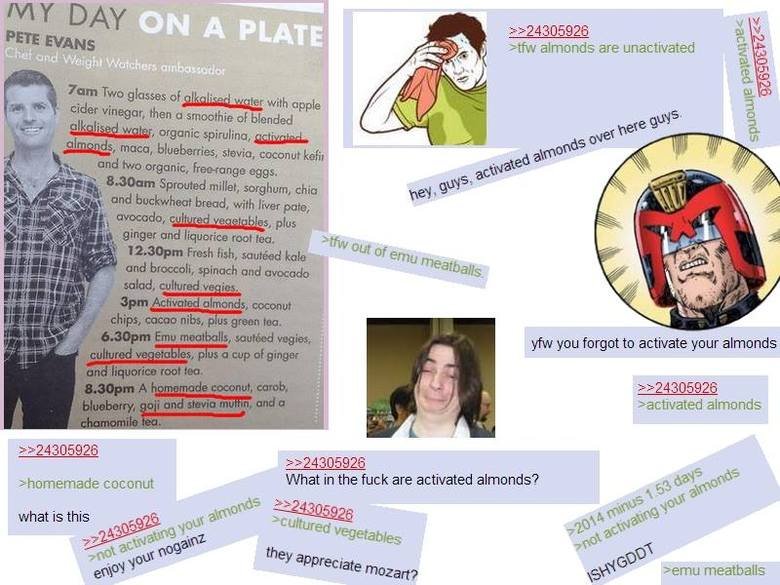 MY DAY ON A PLATE
PETE EVANS
Chef and Weight Watchers ambassador
7am Two glasses of alkalised water with apple
cider vinegar, then a smoothie of blended
alkalised water, organic spirulina, activated
almonds, maca, blueberries, stevia, coconut kefir
and two organic, free-range eggs.
8.30am Sprouted millet, sorghum, chia
and buckwheat bread, with liver pate,
avocado, cultured vegetables, plus
ginger and liquorice root tea.
12.30pm Fresh fish, sautéed kale
and broccoli, spinach and avocado
salad, cultured vegies.
3pm Activated almonds, coconut
chips, cacao nibs, plus green tea.
6.30pm Emu meatballs, sautéed vegies,
cultured vegetables, plus a cup of ginger
and liquorice root tea.
8.30pm A homemade coconut, carob,
blueberry, goji and stevia muffin, and a
chamomile tea.
>>24305926
>tfw almonds are unactivated
>>24305926
>activated almonds
hey, guys, activated almonds over here guys.
>tfw out of emu meatballs.
yfw you forgot to activate your almonds
>>24305926
>activated almonds
>>24305926
>homemade coconut
what is this
>>24305926
What in the fuck are activated almonds?
>>24305926
>not activating your almonds
enjoy your nogainz
>>24305926
>cultured vegetables
they appreciate mozart?
>2014 minus 1.53 days
>not activating your almonds
ISHYGDDT
>emu meatballs